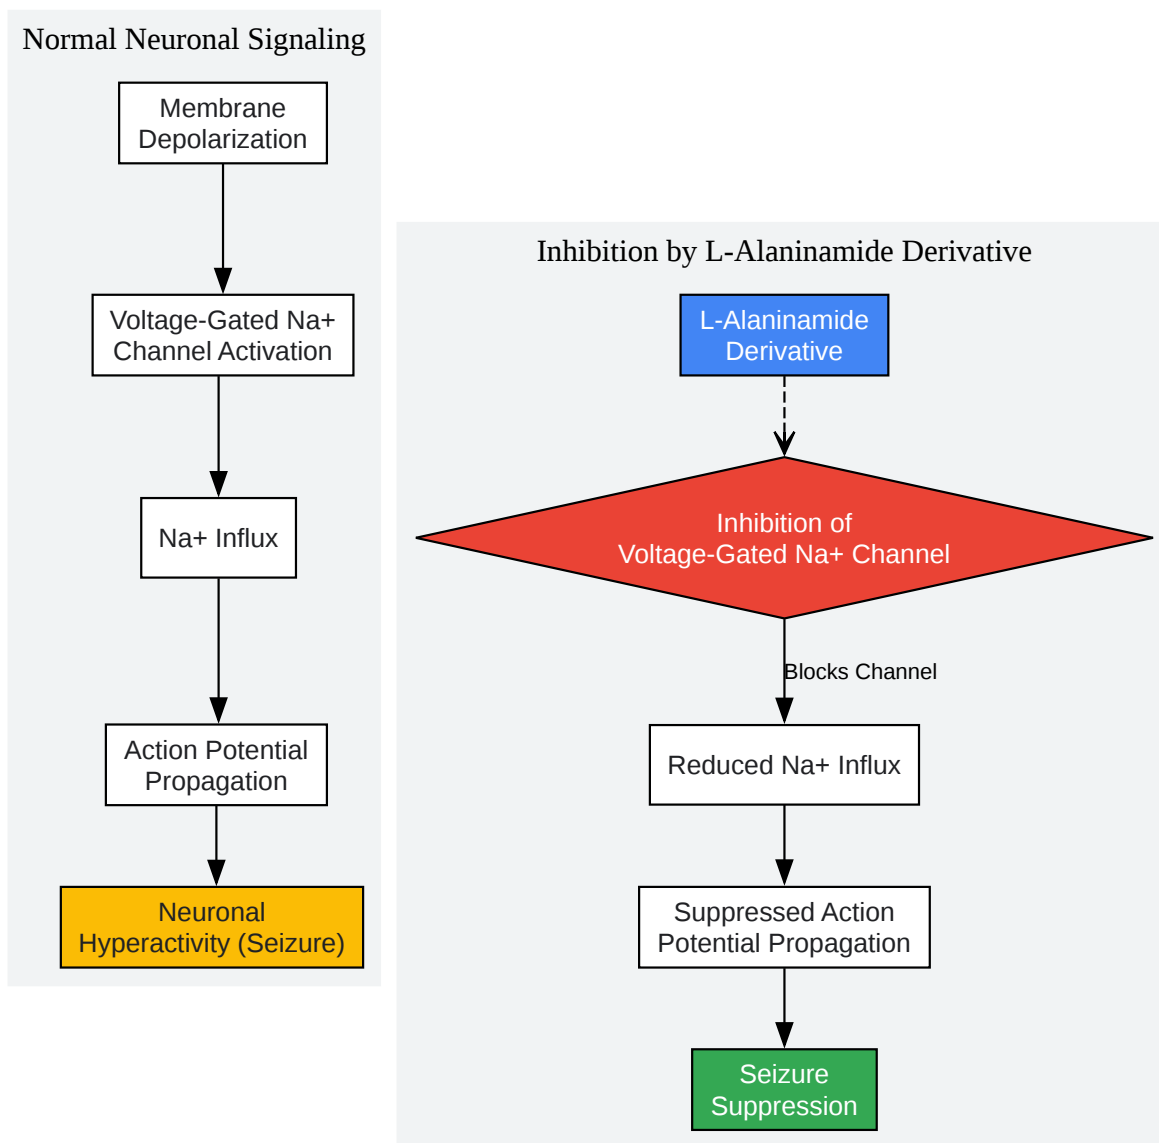 Normal Neuronal Signaling
Membrane
Depolarization
Voltage-Gated Na+
Channel Activation
Na+ Influx
Action Potential
Propagation
Neuronal
Hyperactivity (Seizure)
Inhibition by L-Alaninamide Derivative
L-Alaninamide
Derivative
Inhibition of
Voltage-Gated Na+ Channel
Blocks Channel
Reduced Na+ Influx
Suppressed Action
Potential Propagation
Seizure
Suppression